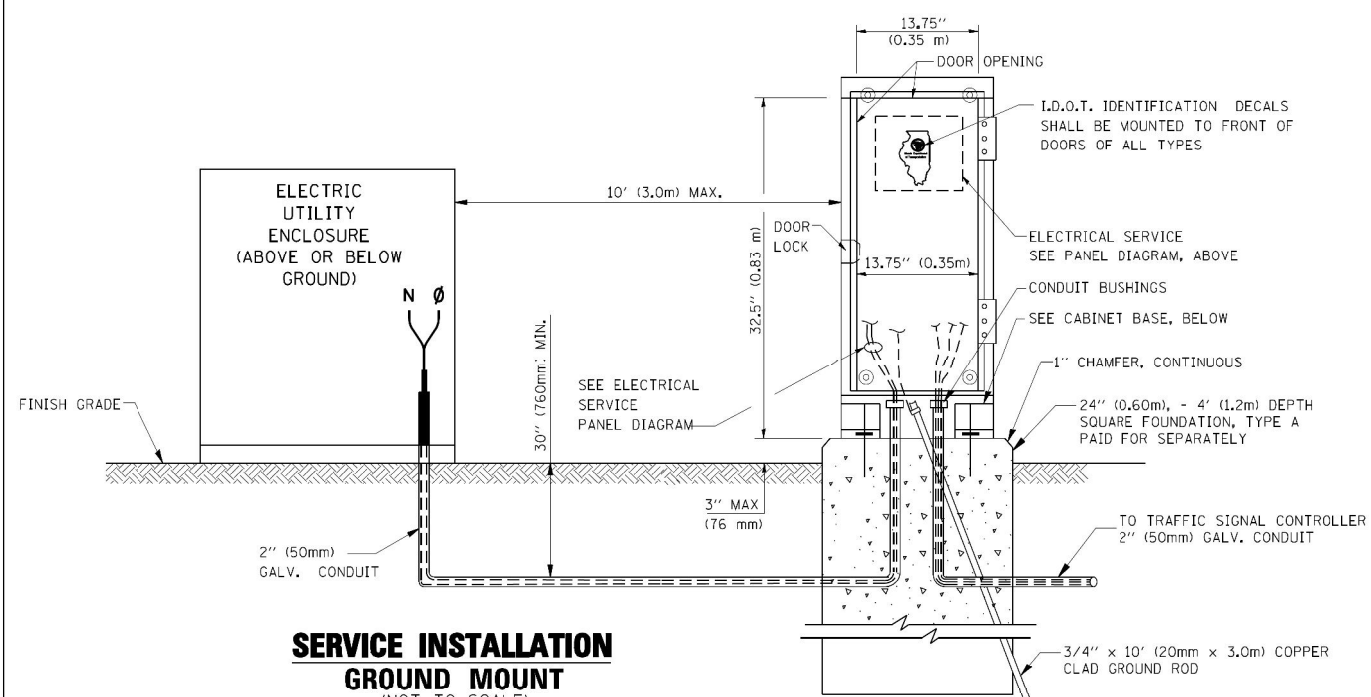 13.75"
(0.35 m)
DOOR OPENING
I.D.O.T. IDENTIFICATION DECALS
SHALL BE MOUNTED TO FRONT OF
DOORS OF ALL TYPES
ELECTRIC
UTILITY
ENCLOSURE
(ABOVE OR BELOW
GROUND)
N Ø
10' (3.0m) MAX.
32.5" (0.83 m)
DOOR
LOCK
13.75" (0.35m)
ELECTRICAL SERVICE
SEE PANEL DIAGRAM, ABOVE
CONDUIT BUSHINGS
SEE CABINET BASE, BELOW
1" CHAMFER, CONTINUOUS
24" (0.60m), - 4' (1.2m) DEPTH
SQUARE FOUNDATION, TYPE A
PAID FOR SEPARATELY
FINISH GRADE
30" (760mm) MIN.
SEE ELECTRICAL
SERVICE
PANEL DIAGRAM
3" MAX
(76 mm)
2" (50mm)
GALV. CONDUIT
TO TRAFFIC SIGNAL CONTROLLER
2" (50mm) GALV. CONDUIT
3/4" x 10' (20mm x 3.0m) COPPER
CLAD GROUND ROD
SERVICE INSTALLATION
GROUND MOUNT
(NOT TO SCALE)